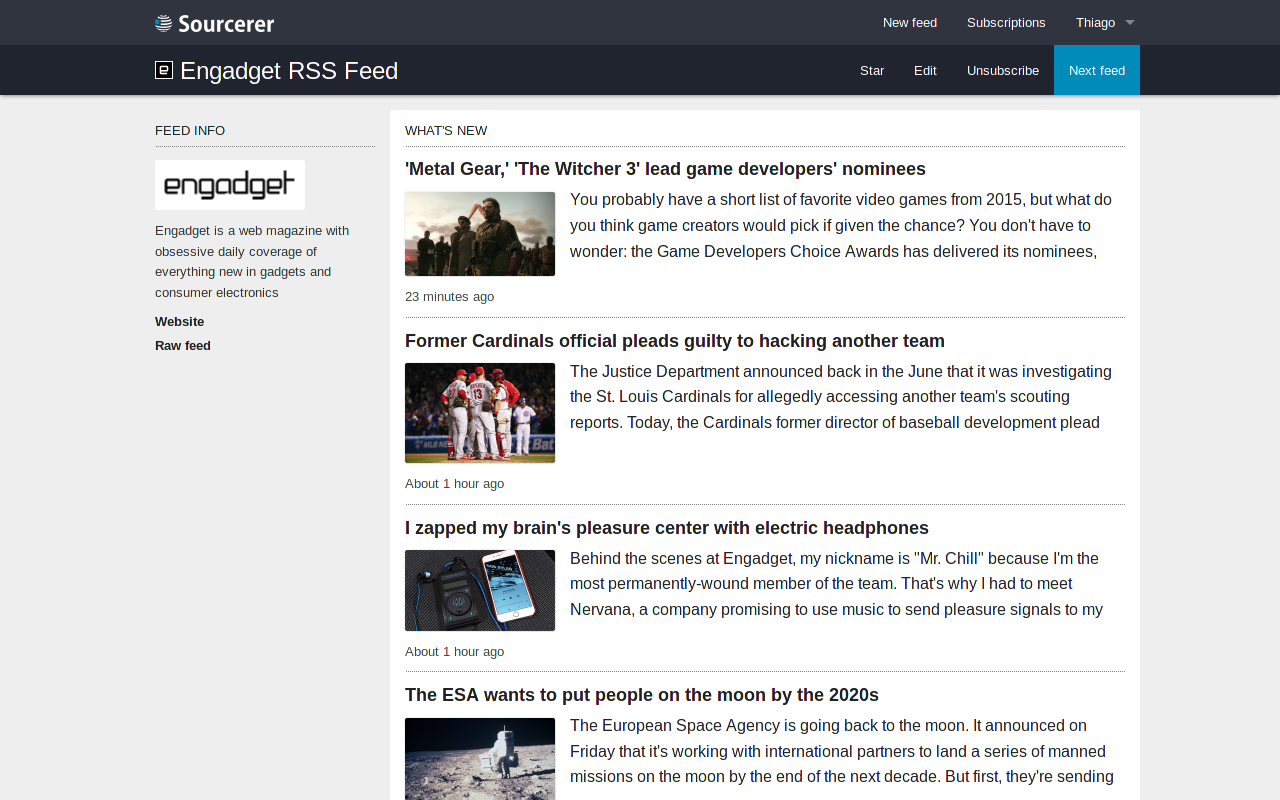 Sourcerer
New feed Subscriptions Thiago
Engadget RSS Feed
Star Edit Unsubscribe Next feed
FEED INFO
engadget
Engadget is a web magazine with
obsessive daily coverage of
everything new in gadgets and
consumer electronics
Website
Raw feed
WHAT'S NEW
'Metal Gear,' 'The Witcher 3' lead game developers' nominees
You probably have a short list of favorite video games from 2015, but what do
you think game creators would pick if given the chance? You don't have to
wonder: the Game Developers Choice Awards has delivered its nominees,
23 minutes ago
Former Cardinals official pleads guilty to hacking another team
The Justice Department announced back in the June that it was investigating
the St. Louis Cardinals for allegedly accessing another team's scouting
reports. Today, the Cardinals former director of baseball development plead
13
About 1 hour ago
I zapped my brain's pleasure center with electric headphones
Behind the scenes at Engadget, my nickname is "Mr. Chill" because I'm the
most permanently-wound member of the team. That's why I had to meet
Nervana, a company promising to use music to send pleasure signals to my
About 1 hour ago
The ESA wants to put people on the moon by the 2020s
The European Space Agency is going back to the moon. It announced on
Friday that it's working with international partners to land a series of manned
missions on the moon by the end of the next decade. But first, they're sending